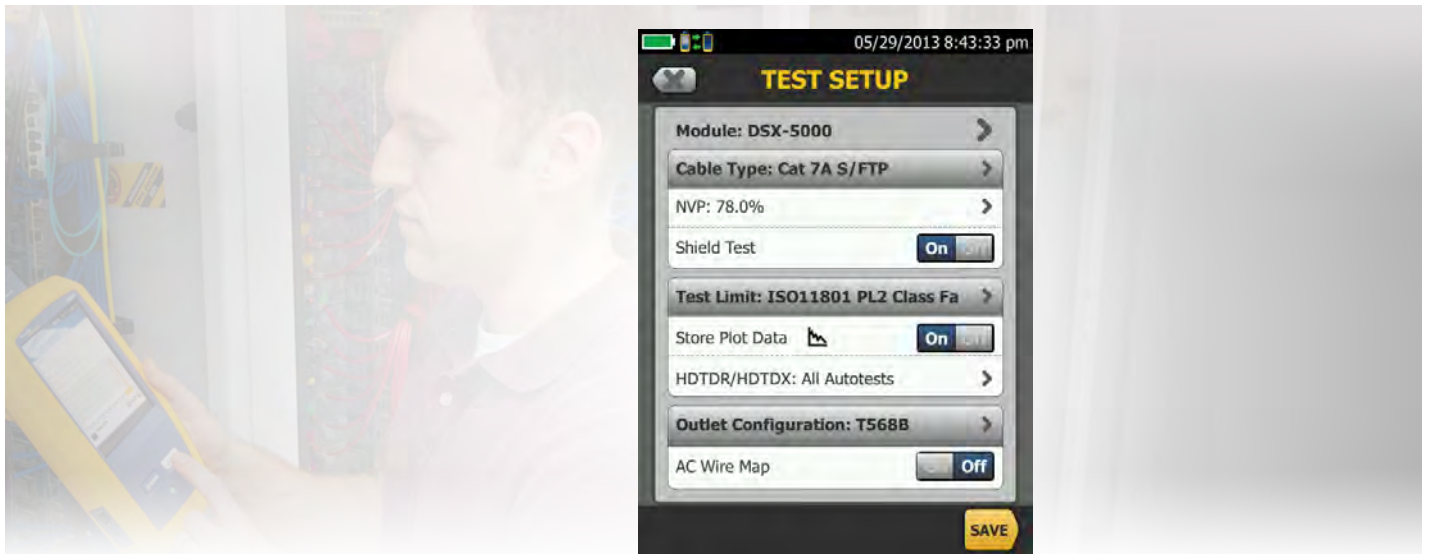 05/29/2013 8:43:33 pm
TEST SETUP
Module: DSX-5000
Cable Type: Cat 7A S/FTP
NVP: 78.0%
Shield Test On
Test Limit: ISO11801 PL2 Class Fa
Store Plot Data On
HDTDR/HDTDX: All Autotests
Outlet Configuration: T568B
AC Wire Map Off
SAVE